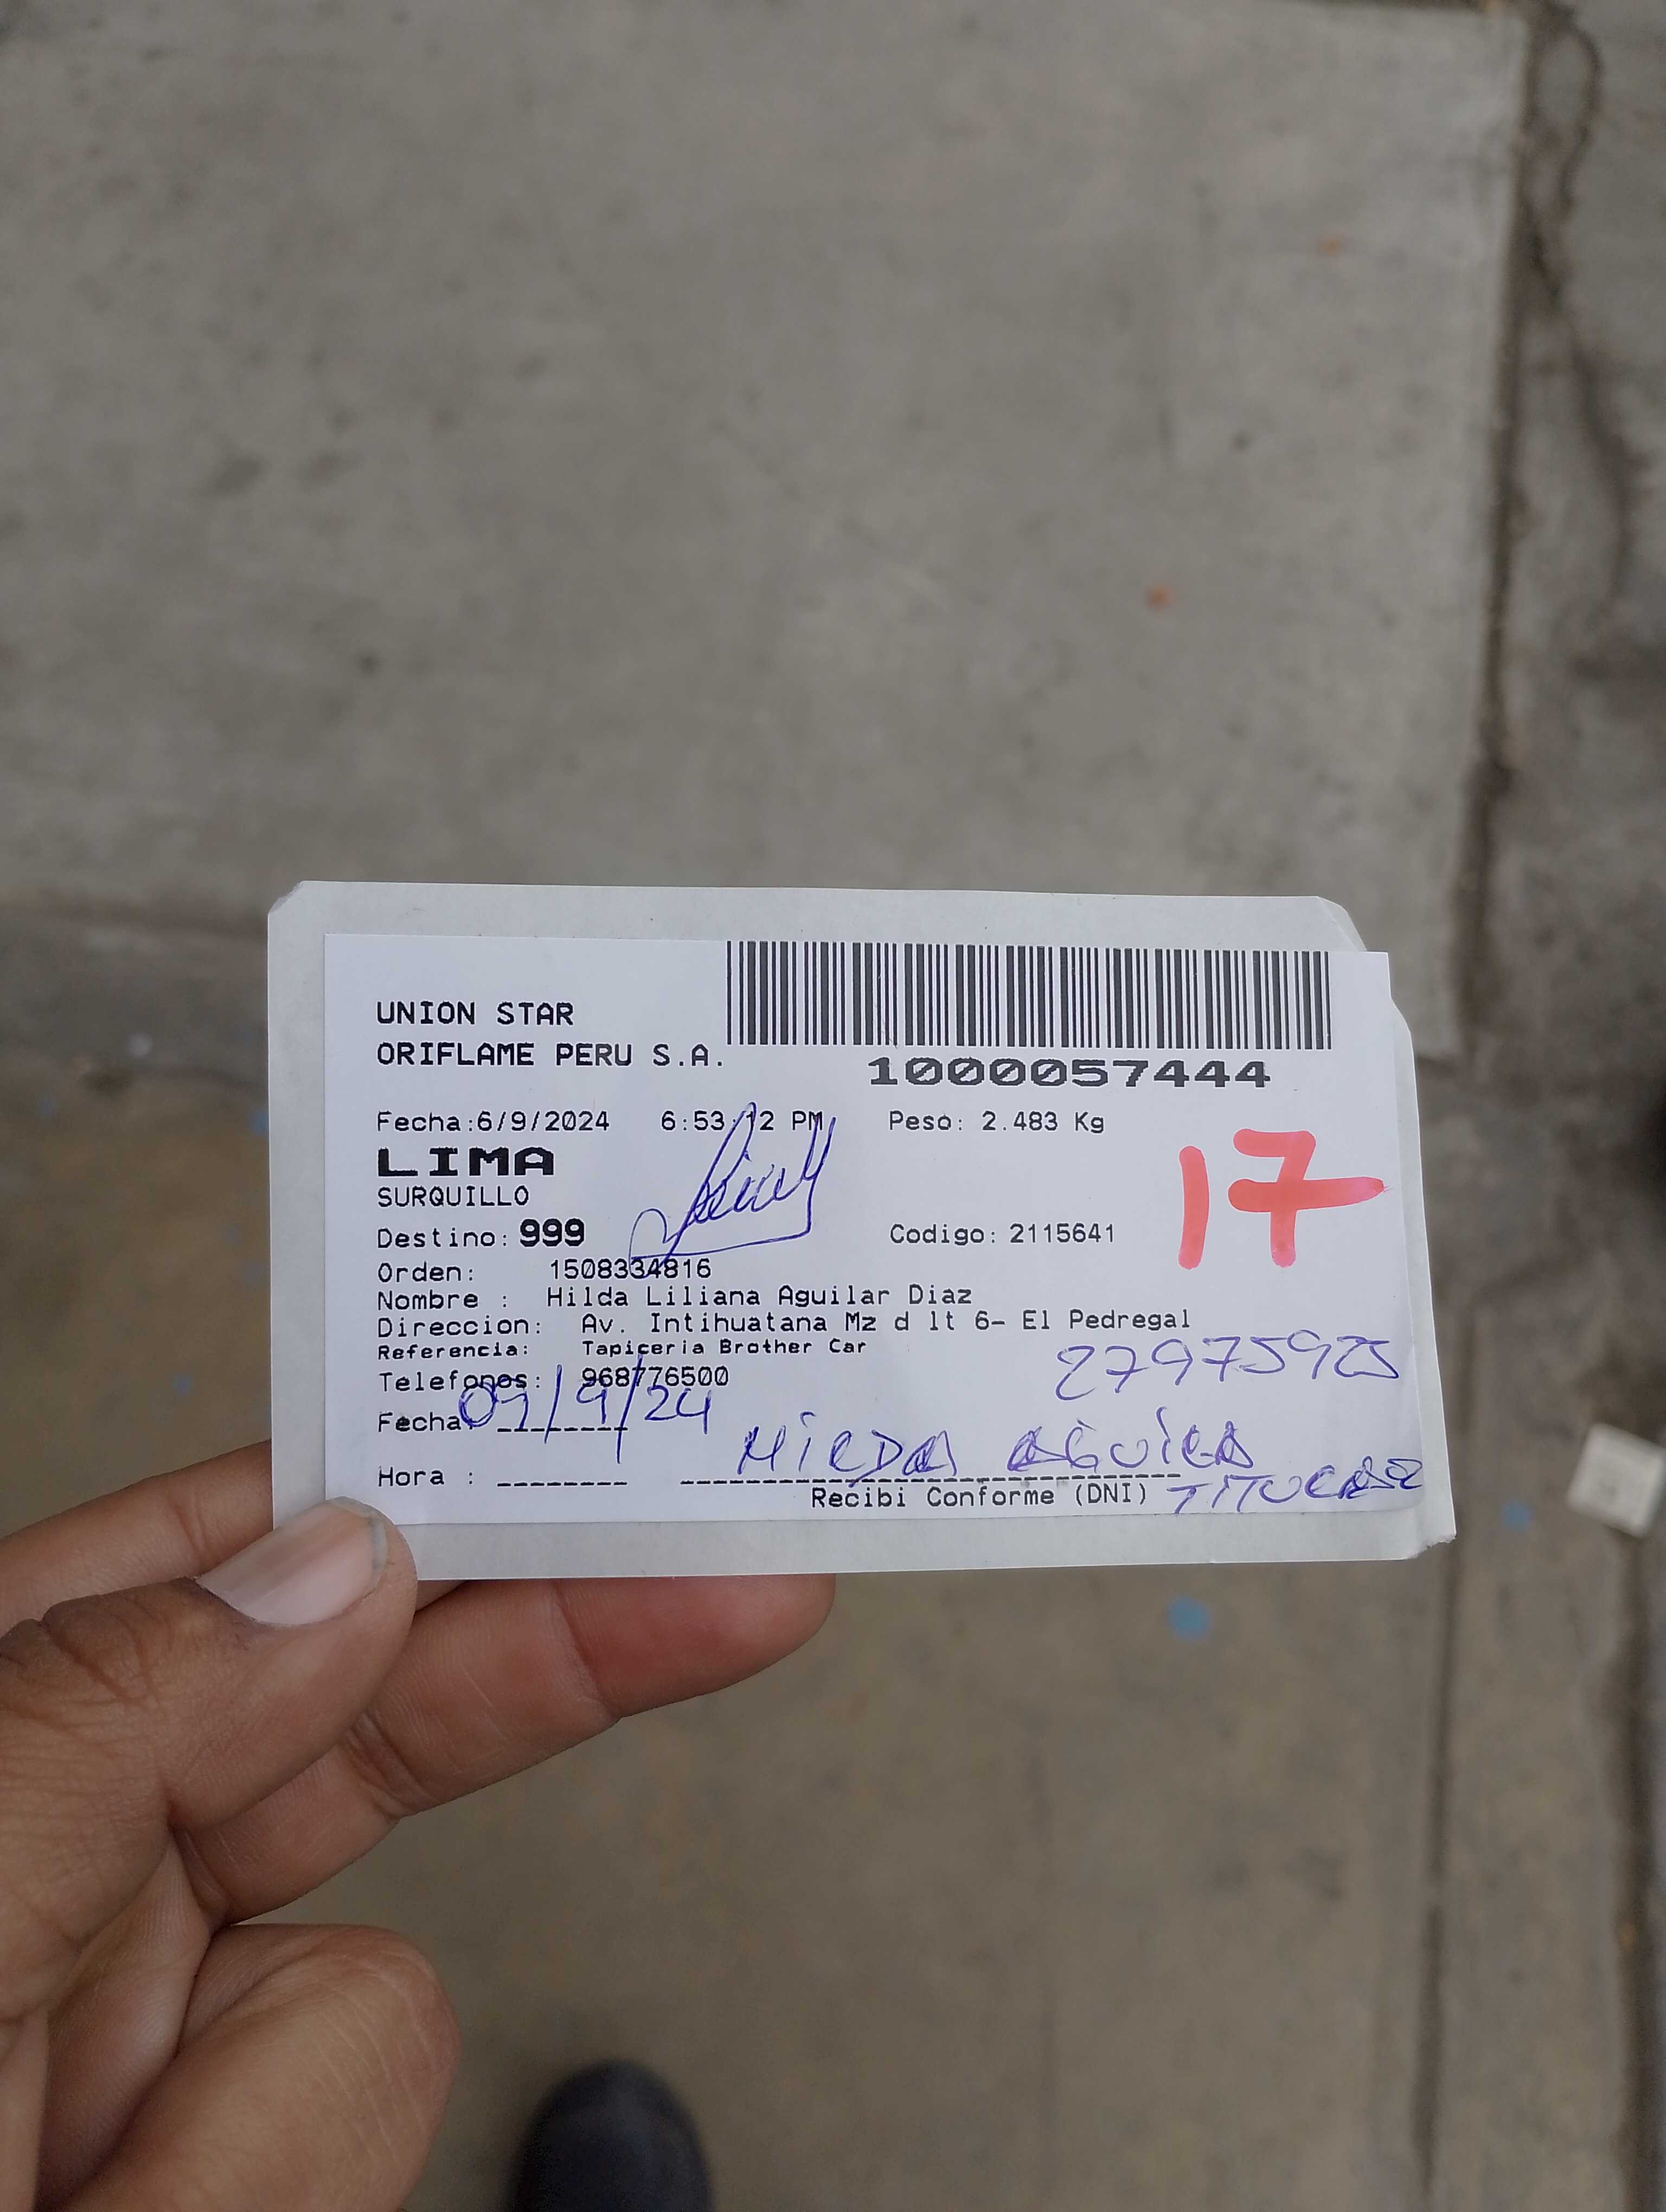 UNION STAR
ORIFLAME PERU S.A.
1000057444
Fecha:6/9/2024 6:53:12 PM Peso: 2.483 Kg
LIMA
17
SURQUILLO
Destino: 999 Codigo: 2115641
Orden: 1508334816
Nombre : Hilda Liliana Aguilar Diaz
Direccion: Av. Intihuatana Mz d lt 6- El Pedregal
Referencia: Tapiceria Brother Car
27975925
Telefonos: 968776500
Fecha: 09/9/24
Hora :
Recibi Conforme (DNI)